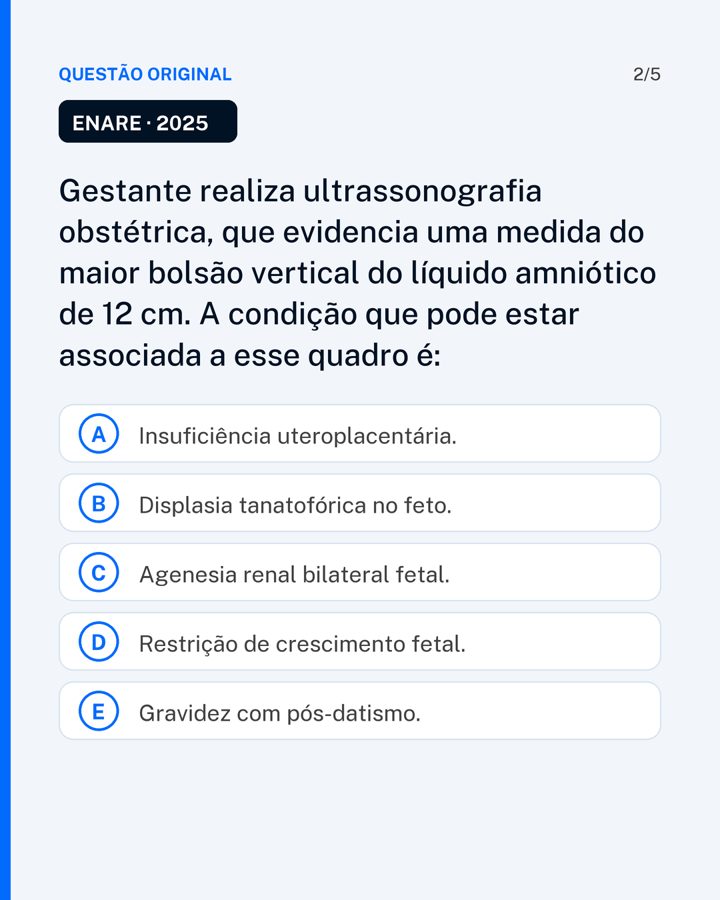 QUESTÃO ORIGINAL
2/5
ENARE · 2025
Gestante realiza ultrassonografia
obstétrica, que evidencia uma medida do
maior bolsão vertical do líquido amniótico
de 12 cm. A condição que pode estar
associada a esse quadro é:
A Insuficiência uteroplacentária.
B Displasia tanatofórica no feto.
C Agenesia renal bilateral fetal.
D Restrição de crescimento fetal.
E Gravidez com pós-datismo.